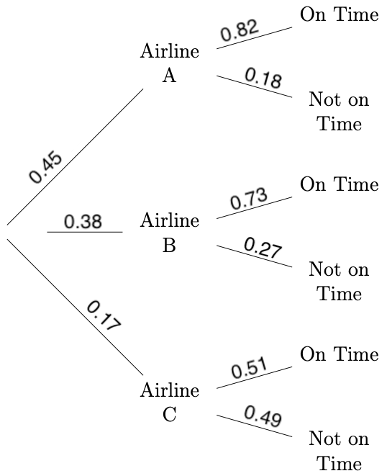 On Time
0.82
Airline
A
0.18
Not on
Time
0.45
On Time
0.73
0.38
Airline
B
0.27
Not on
Time
0.17
On Time
0.51
Airline
C
0.49
Not on
Time